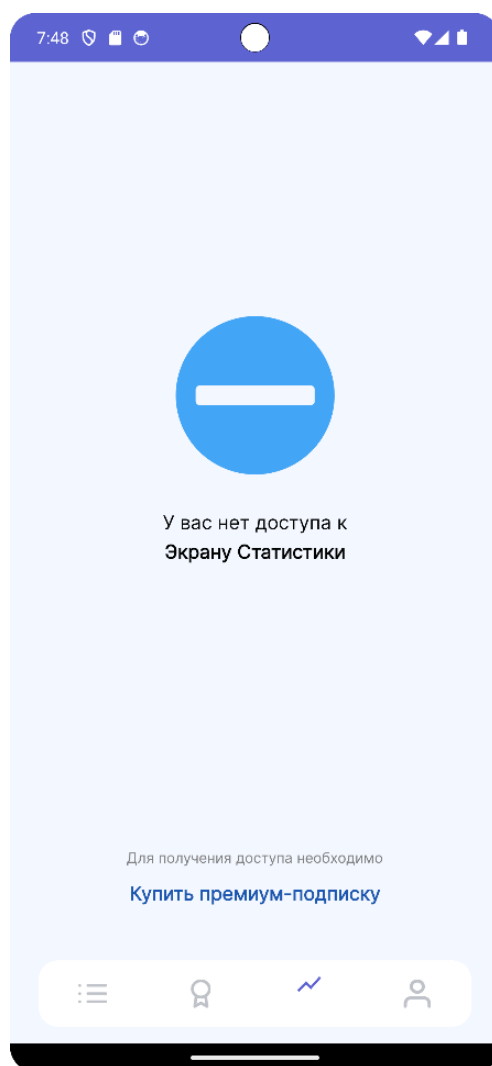 7:48
У вас нет доступа к
Экрану Статистики
Для получения доступа необходимо
Купить премиум-подписку